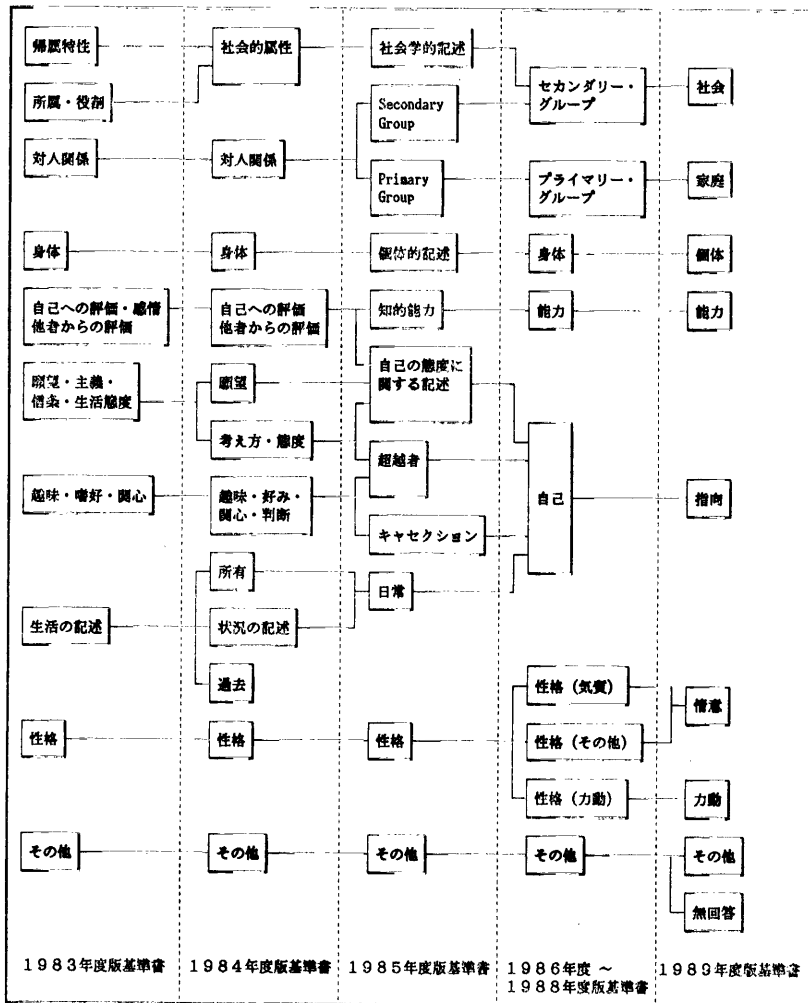 帰属特性
所属・役割
対人関係
身体
自己への評価・感情
他者からの評価
願望・主義・
信条・生活態度
趣味・嗜好・関心
生活の記述
性格
その他
1983年度版基準書
社会的属性
対人関係
身体
自己への評価
他者からの評価
願望
考え方・態度
趣味・好み・
関心・判断
所有
状況の記述
過去
性格
その他
1984年度版基準書
社会学的記述
Secondary
Group
Primary
Group
個体的記述
知的能力
自己の態度に
関する記述
超越者
キャセクション
日常
性格
その他
1985年度版基準書
セカンダリー・
グループ
プライマリー・
グループ
身体
能力
自己
性格（気質）
性格（その他）
性格（力動）
その他
1986年度 ～
1988年度版基準書
社会
家庭
個体
能力
指向
情意
力動
その他
無回答
1989年度版基準書